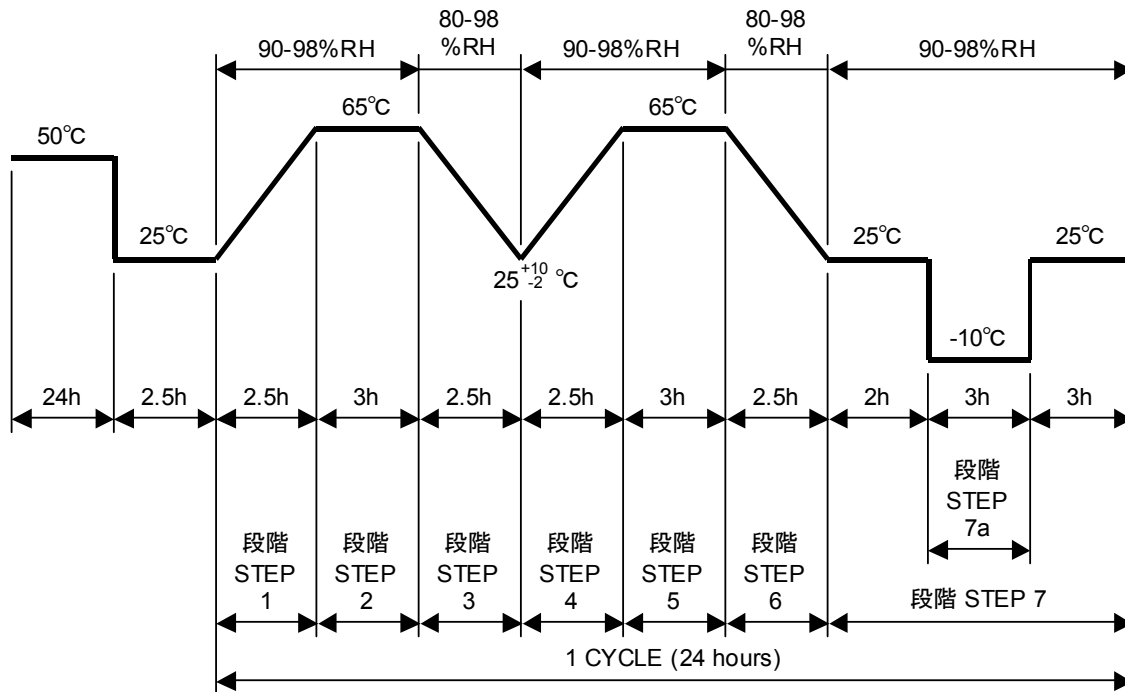 80-98
%RH
80-98
%RH
90-98%RH
90-98%RH
90-98%RH
65°C
65°C
50°C
25°C
25 +10 -2 °C
25°C
25°C
-10°C
24h
2.5h
2.5h
3h
2.5h
2.5h
3h
2.5h
2h
3h
3h
段階
STEP
7a
段階
STEP
1
段階
STEP
2
段階
STEP
3
段階
STEP
4
段階
STEP
5
段階
STEP
6
段階 STEP 7
1 CYCLE (24 hours)